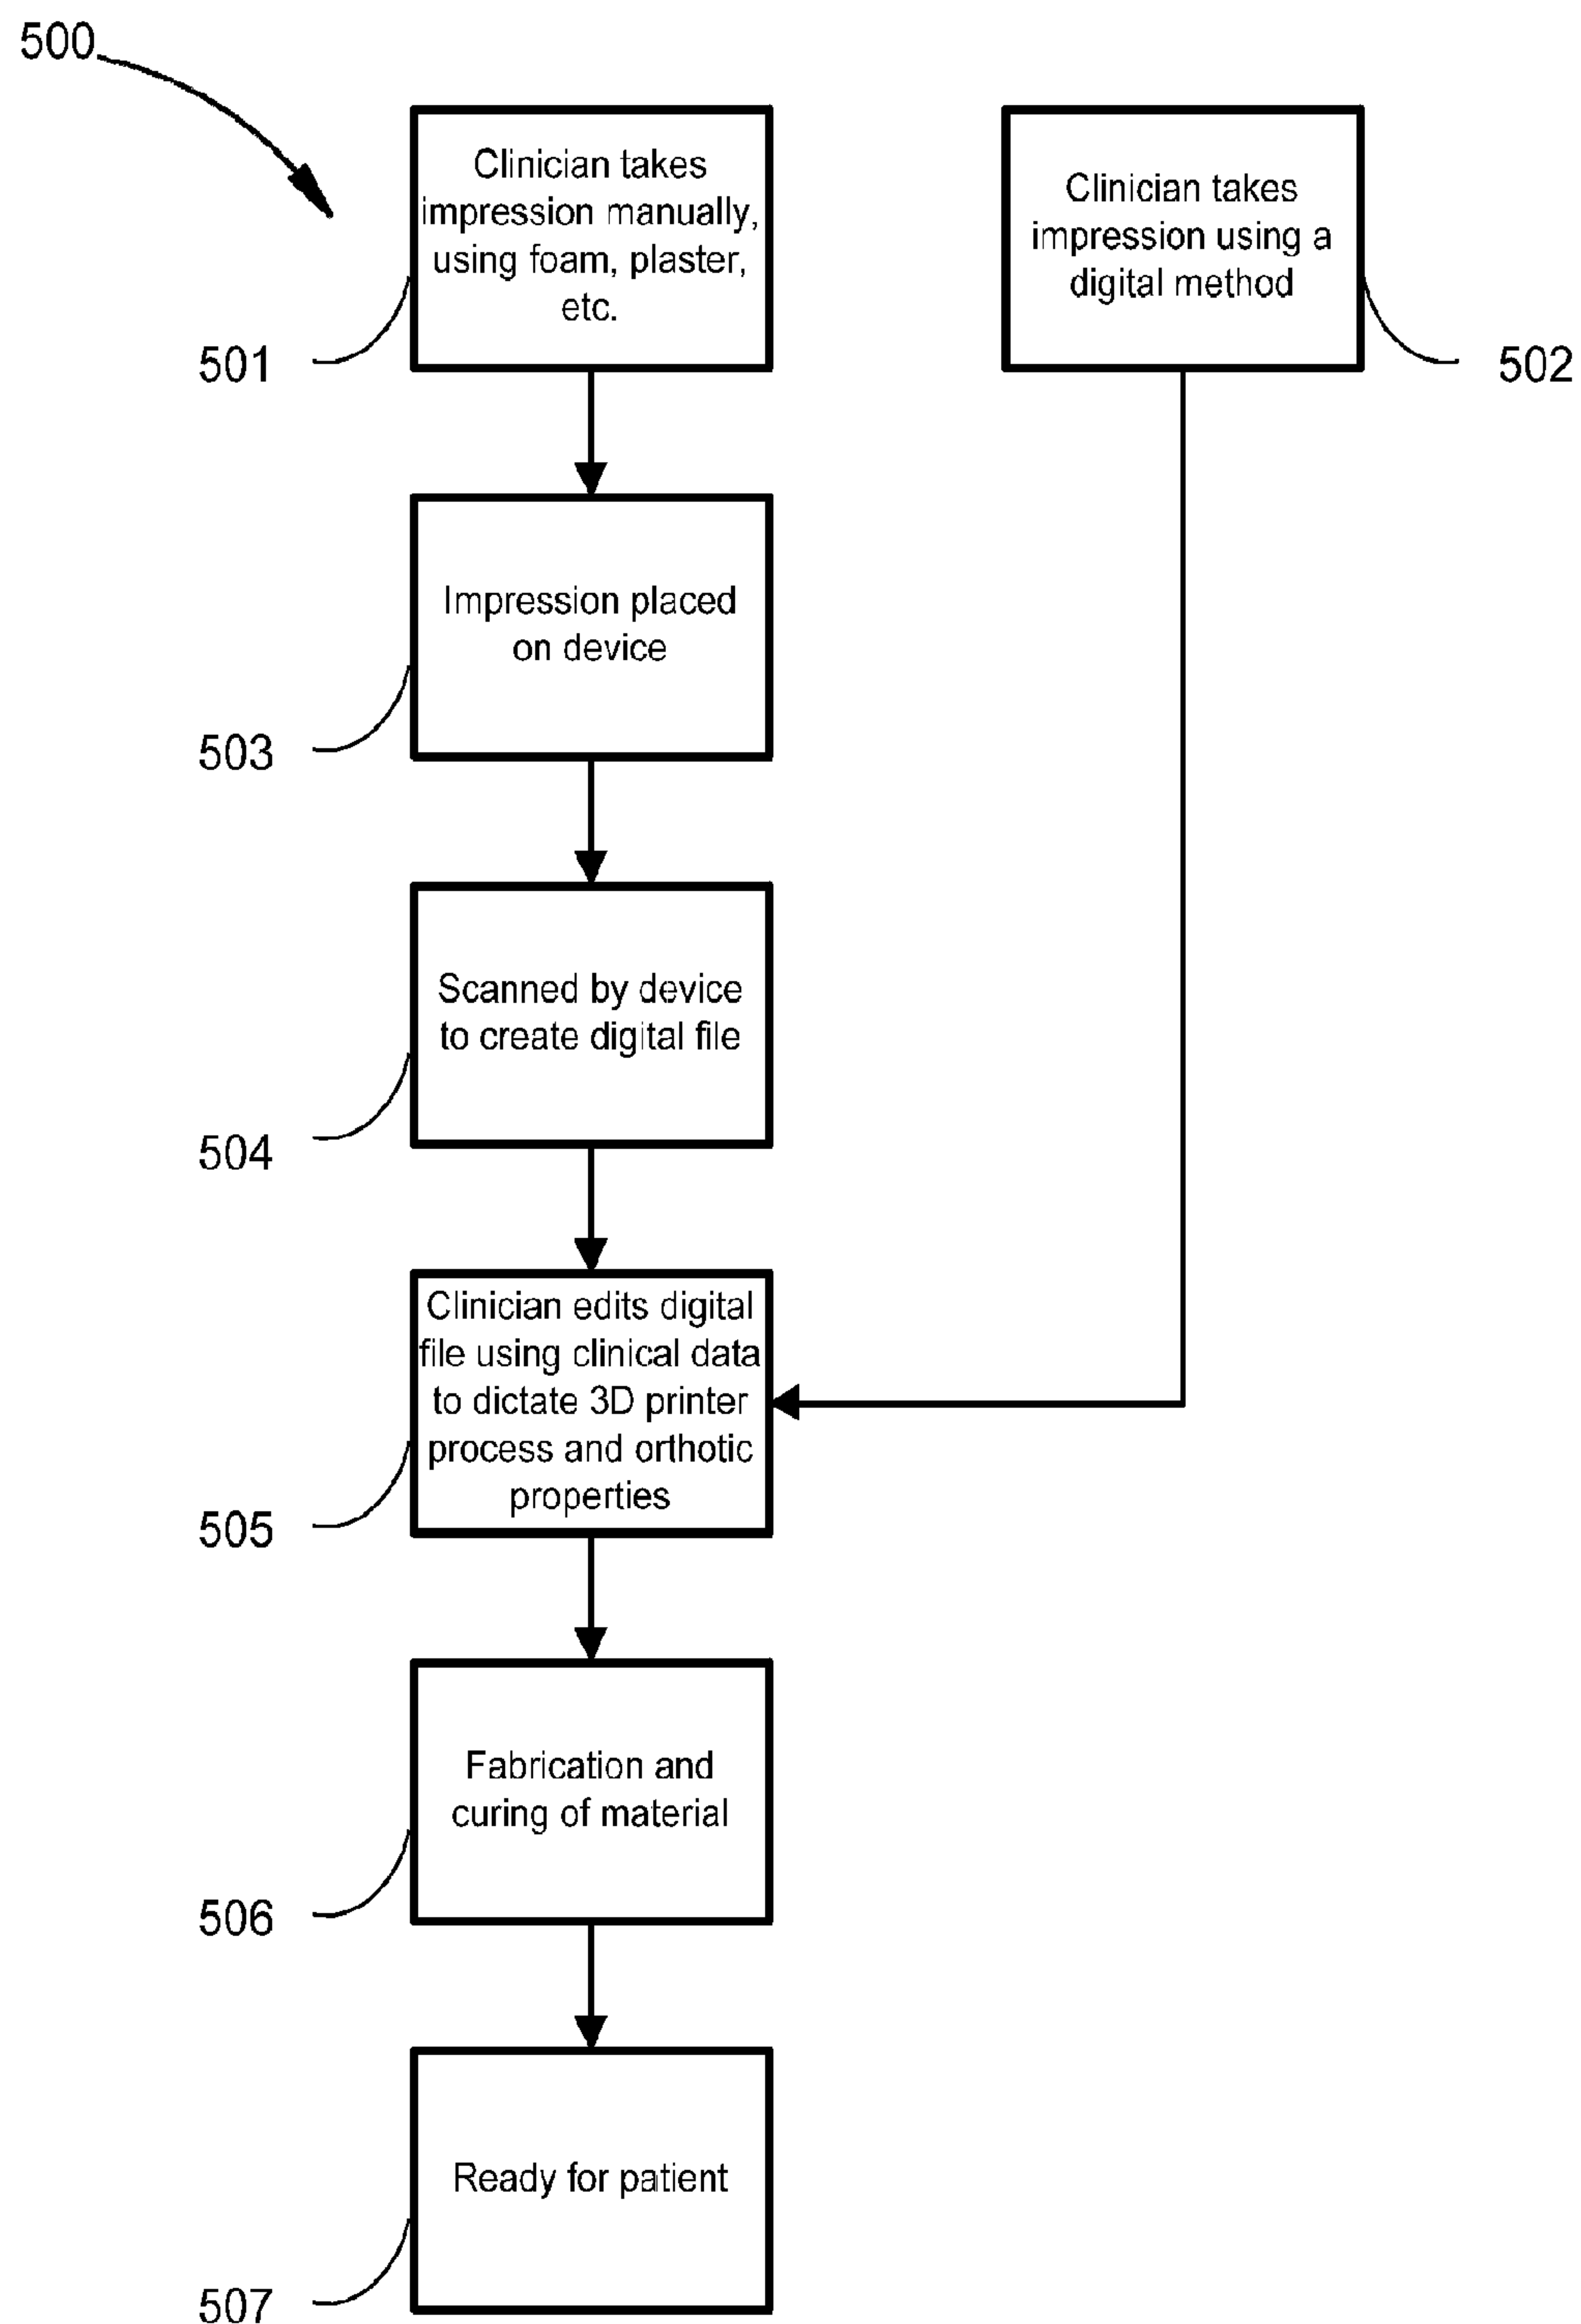 500
Clinician takes
impression manually,
using foam, plaster,
etc.
501
Clinician takes
impression using a
digital method
502
Impression placed
on device
503
Scanned by device
to create digital file
504
Clinician edits digital
file using clinical data
to dictate 3D printer
process and orthotic
properties
505
Fabrication and
curing of material
506
Ready for patient
507